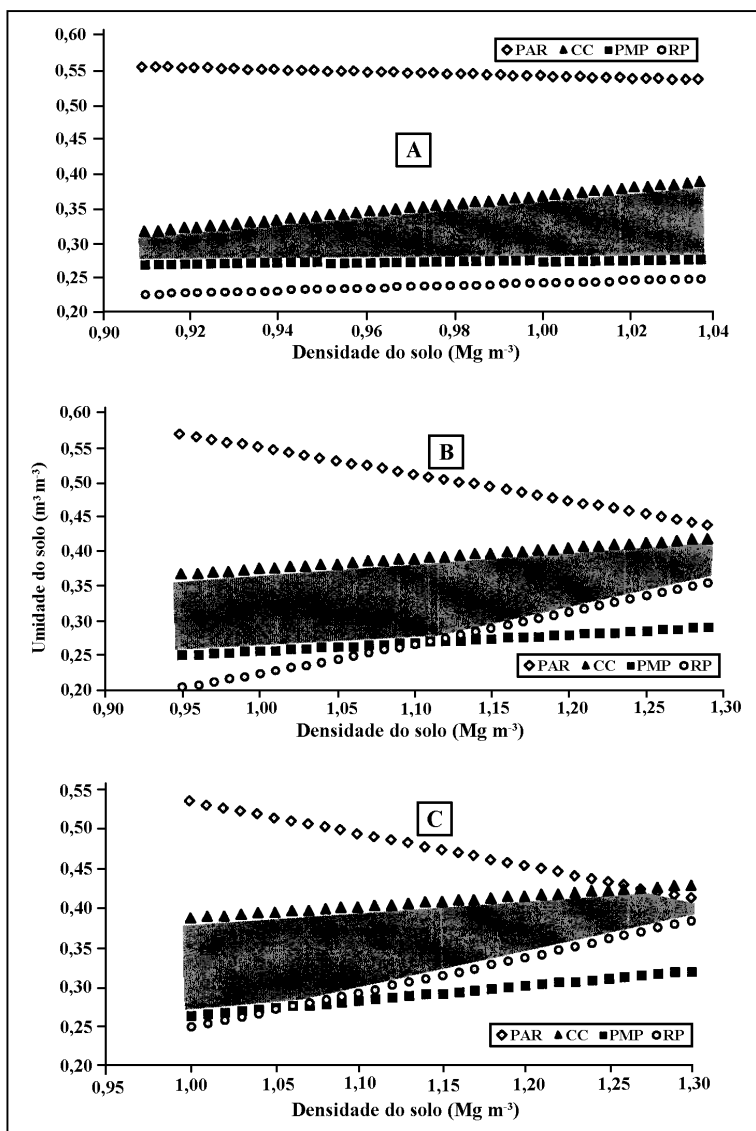 0,60
◇ PAR ▲ CC ■ PMP ○ RP
0,55
0,50
0,45
A
0,40
0,35
0,30
0,25
0,20
0,90 0,92 0,94 0,96 0,98 1,00 1,02 1,04
Densidade do solo (Mg m⁻³)
Umidade do solo (m³ m⁻³)
0,60
0,55
B
0,50
0,45
0,40
0,35
0,30
0,25
◇ PAR ▲ CC ■ PMP ○ RP
0,20
0,90 0,95 1,00 1,05 1,10 1,15 1,20 1,25 1,30
Densidade do solo (Mg m⁻³)
0,55
C
0,50
0,45
0,40
0,35
0,30
0,25
◇ PAR ▲ CC ■ PMP ○ RP
0,20
0,95 1,00 1,05 1,10 1,15 1,20 1,25 1,30
Densidade do solo (Mg m⁻³)